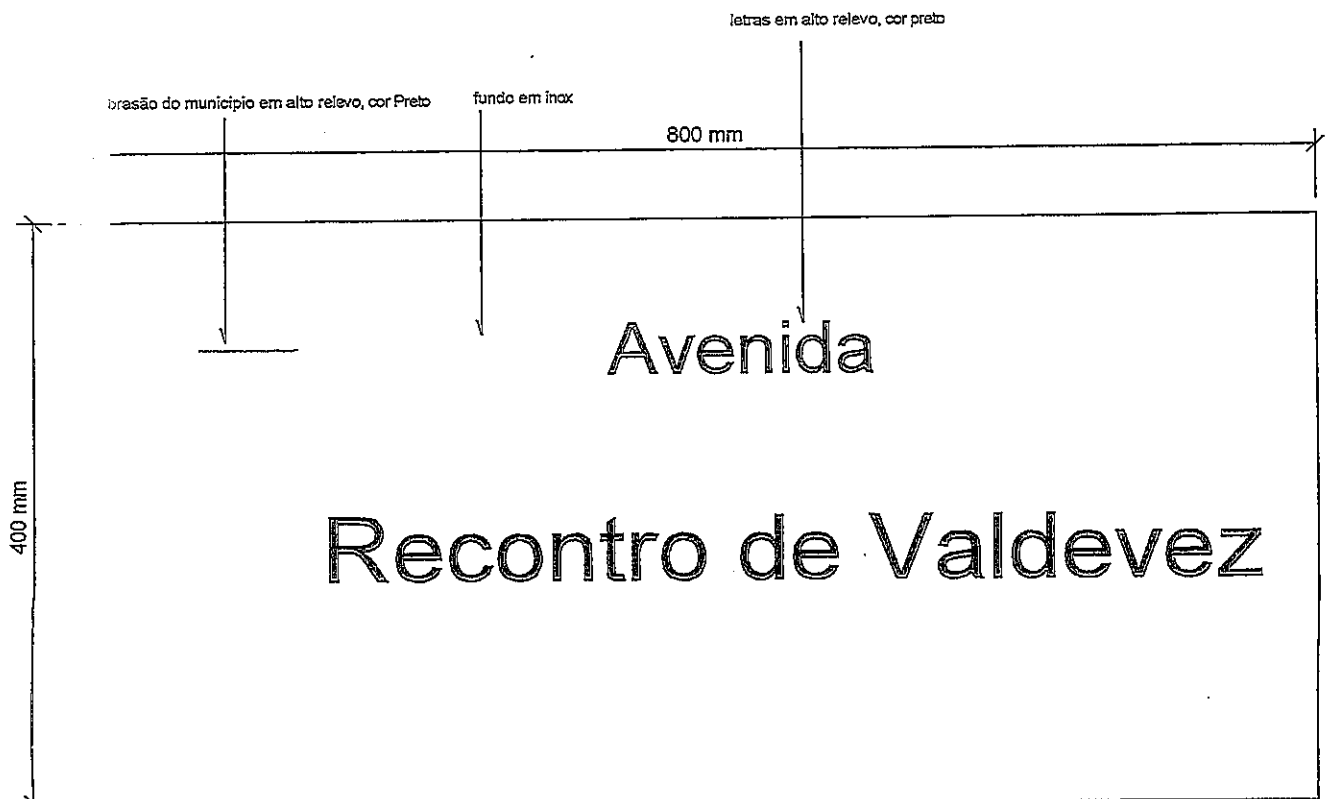 letras em alto relevo, cor preto
brasão do município em alto relevo, cor Preto
fundo em inox
800 mm
400 mm
Avenida
Recontro de Valdevez